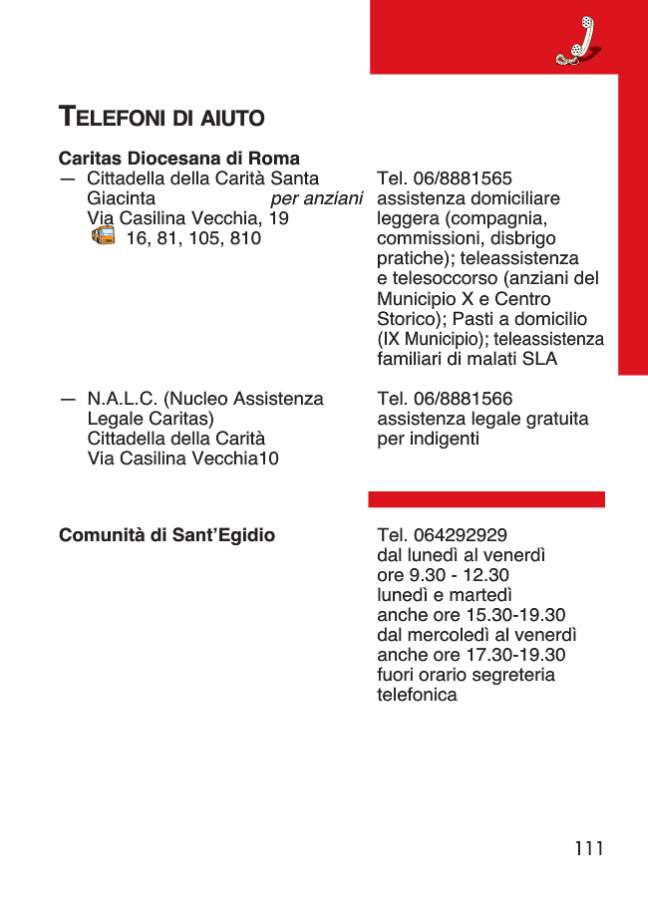 TELEFONI DI AIUTO
Caritas Diocesana di Roma
— Cittadella della Carità Santa
Giacinta per anziani
Via Casilina Vecchia, 19
16, 81, 105, 810
Tel. 06/8881565
assistenza domiciliare
leggera (compagnia,
commissioni, disbrigo
pratiche); teleassistenza
e telesoccorso (anziani del
Municipio X e Centro
Storico); Pasti a domicilio
(IX Municipio); teleassistenza
familiari di malati SLA
— N.A.L.C. (Nucleo Assistenza
Legale Caritas)
Cittadella della Carità
Via Casilina Vecchia10
Tel. 06/8881566
assistenza legale gratuita
per indigenti
Comunità di Sant’Egidio
Tel. 064292929
dal lunedì al venerdì
ore 9.30 - 12.30
lunedì e martedì
anche ore 15.30-19.30
dal mercoledì al venerdì
anche ore 17.30-19.30
fuori orario segreteria
telefonica
111